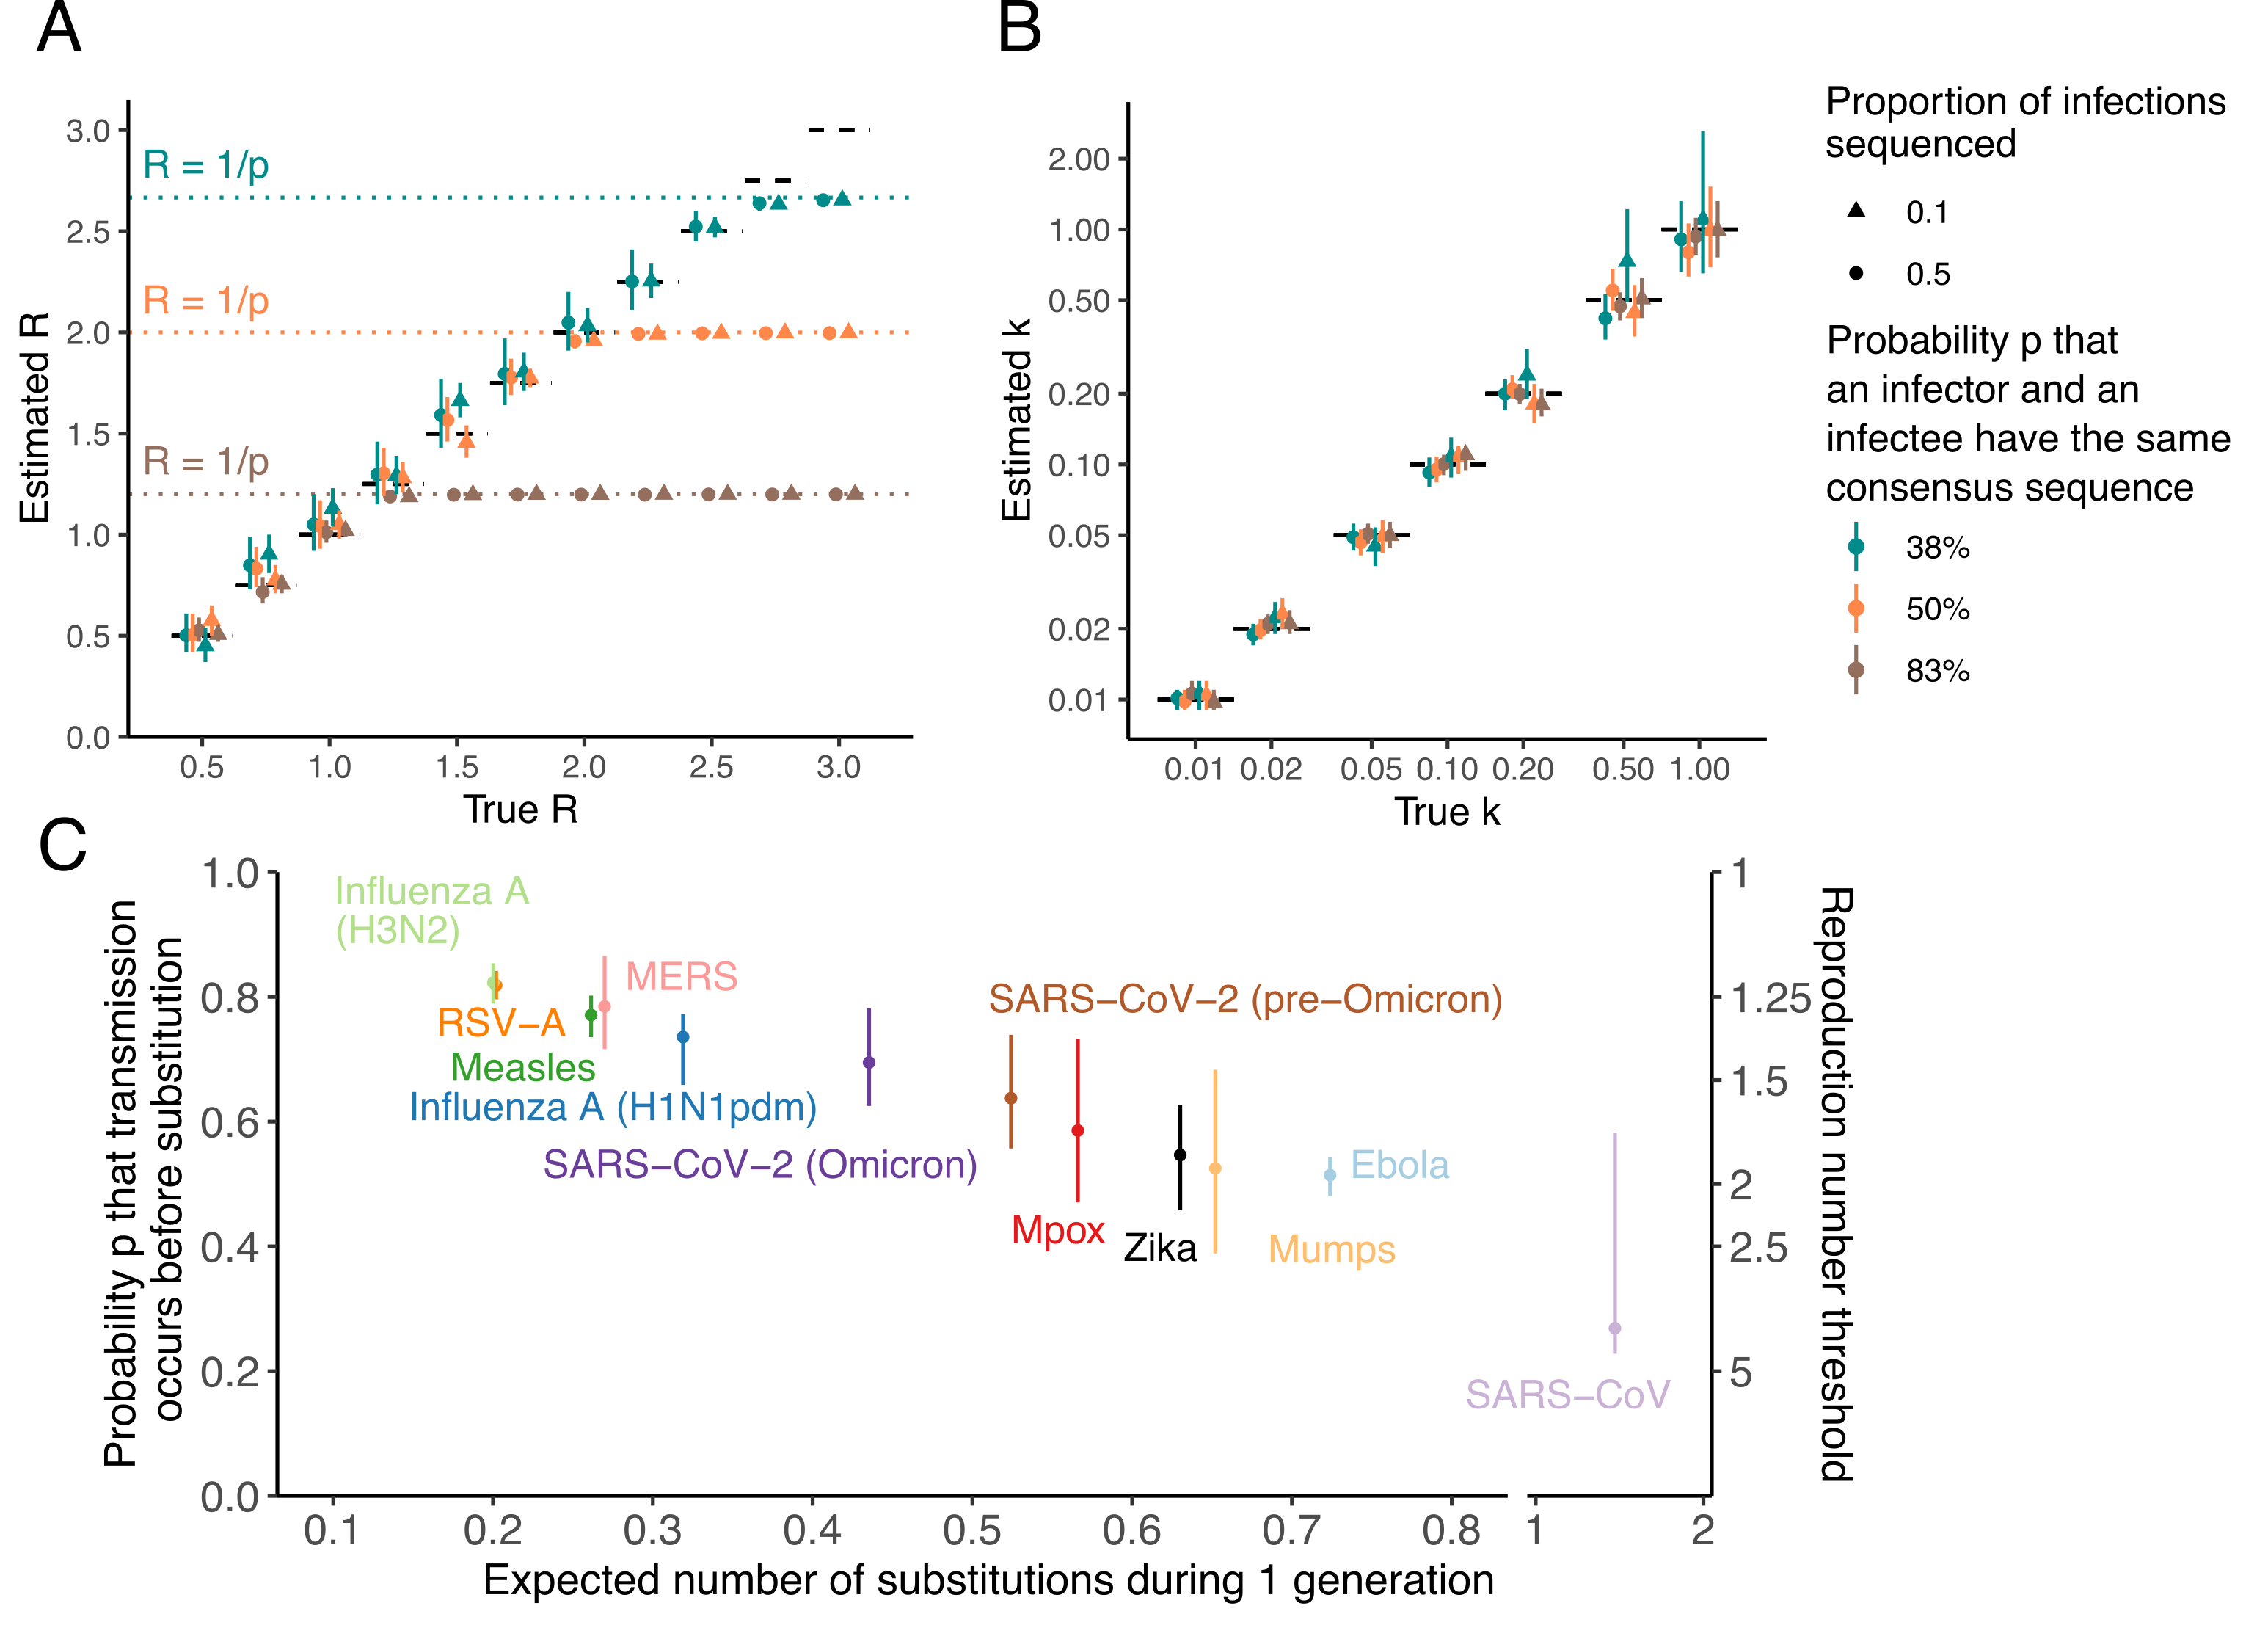 A
3.0
2.5
2.0
1.5
1.0
0.5
0.0
R = 1/p
R = 1/p
R = 1/p
Estimated R
0.5 1.0 1.5 2.0 2.5 3.0
True R
B
2.00
1.00
0.50
0.20
0.10
0.05
0.02
0.01
Estimated k
0.01 0.02 0.05 0.10 0.20 0.50 1.00
True k
Proportion of infections
sequenced
0.1
0.5
Probability p that
an infector and an
infectee have the same
consensus sequence
38%
50%
83%
C
Probability p that transmission
occurs before substitution
1.0
0.8
0.6
0.4
0.2
0.0
Influenza A
(H3N2)
RSV−A
MERS
Measles
Influenza A (H1N1pdm)
SARS−CoV−2 (Omicron)
SARS−CoV−2 (pre−Omicron)
Mpox
Zika
Mumps
Ebola
SARS−CoV
1
1.25
1.5
2
2.5
5
Reproduction number threshold
0.1 0.2 0.3 0.4 0.5 0.6 0.7 0.8 1 2
Expected number of substitutions during 1 generation